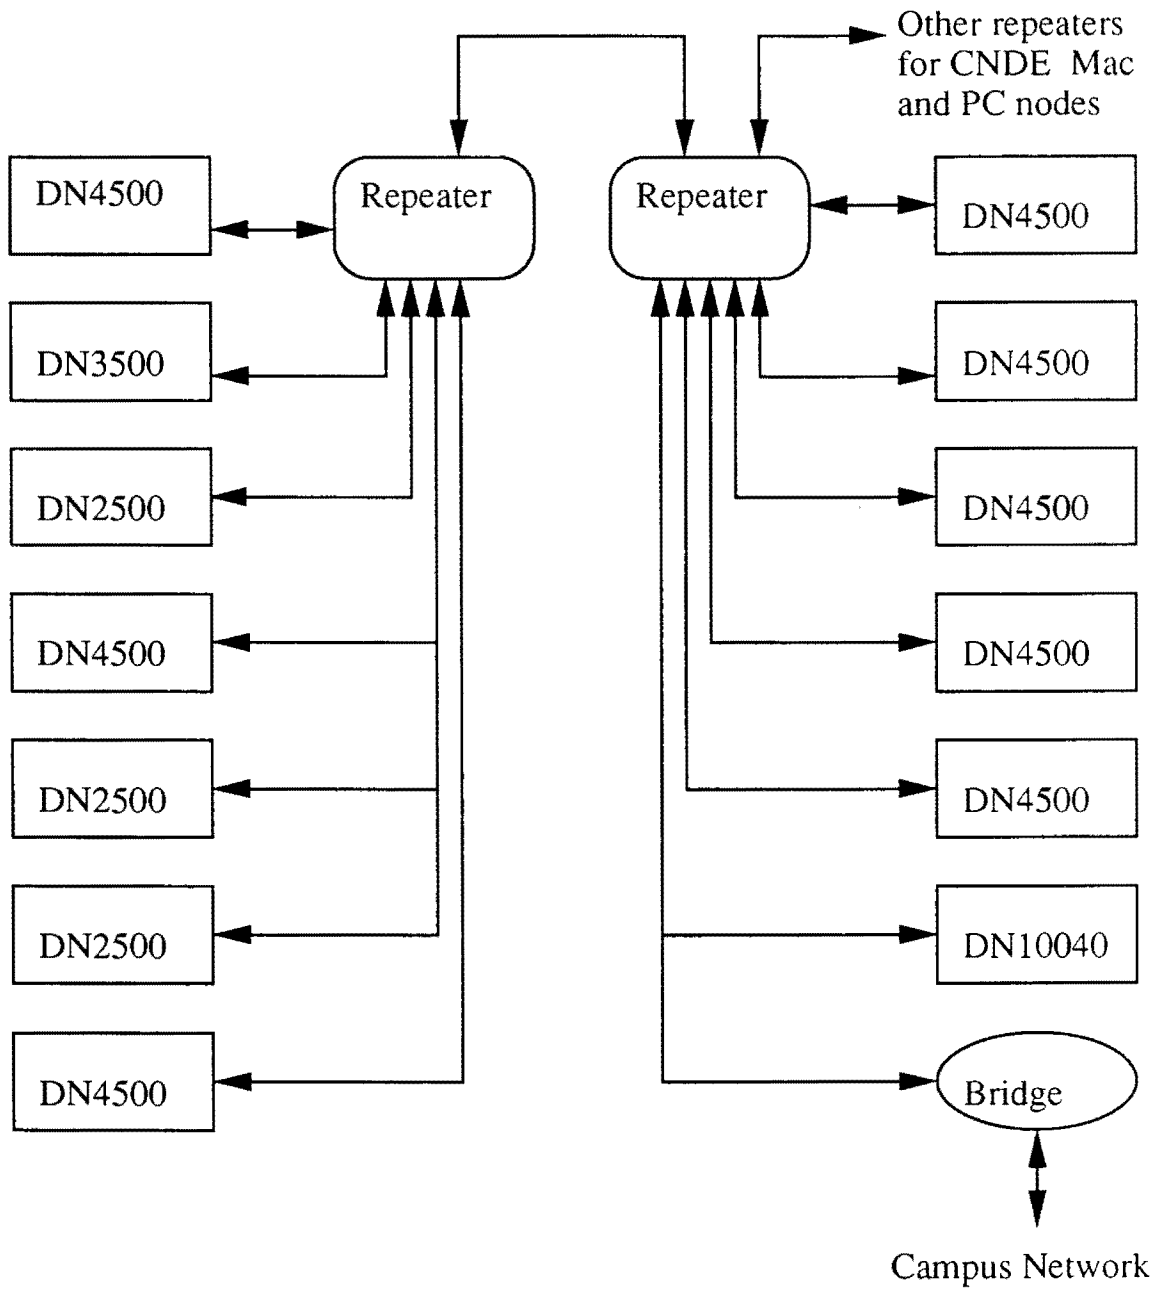 Other repeaters
for CNDE Mac
and PC nodes
DN4500
Repeater
Repeater
DN4500
DN3500
DN4500
DN2500
DN4500
DN4500
DN4500
DN2500
DN4500
DN2500
DN10040
DN4500
Bridge
Campus Network